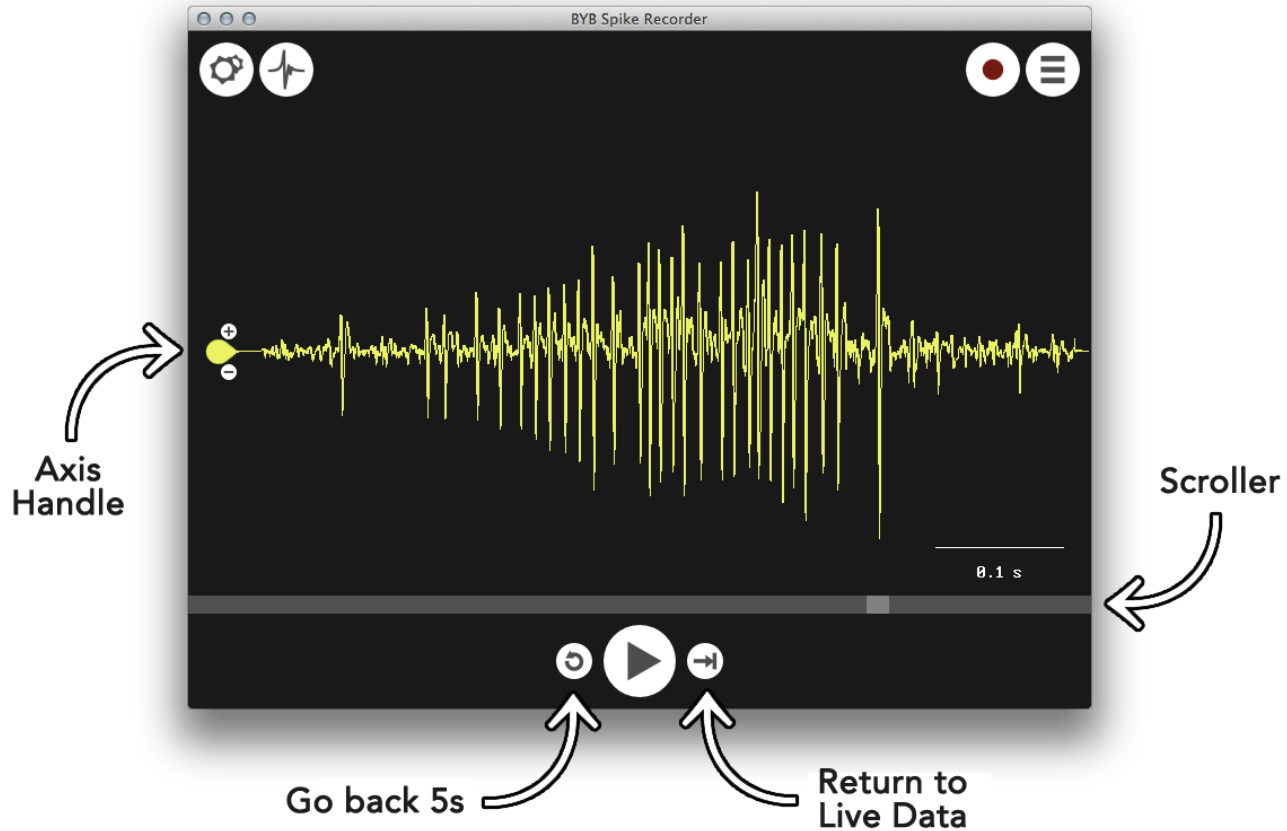 BYB Spike Recorder
Axis
Handle
Scroller
0.1 s
Go back 5s
Return to
Live Data